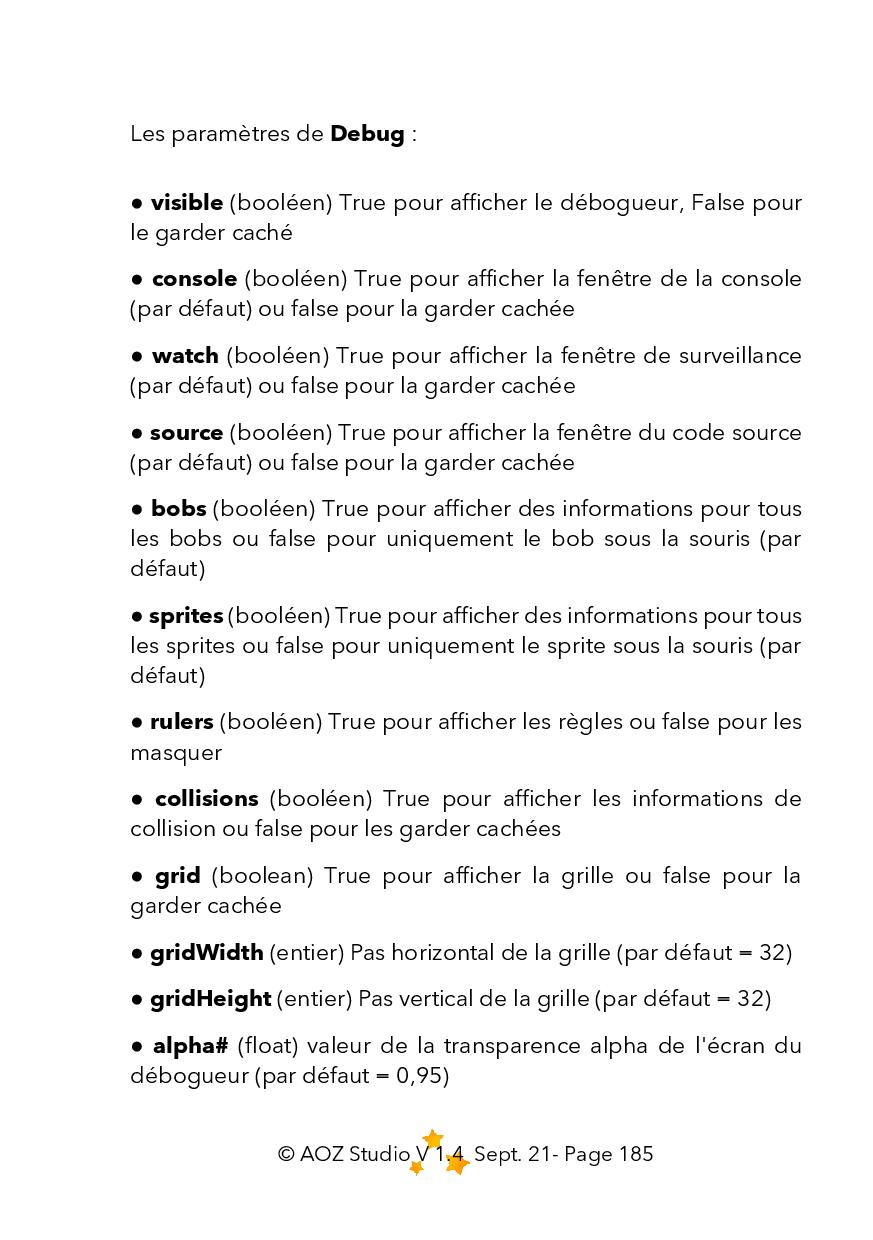 Les paramètres de Debug :
● visible (booléen) True pour afficher le débogueur, False pour
le garder caché
● console (booléen) True pour afficher la fenêtre de la console
(par défaut) ou false pour la garder cachée
● watch (booléen) True pour afficher la fenêtre de surveillance
(par défaut) ou false pour la garder cachée
● source (booléen) True pour afficher la fenêtre du code source
(par défaut) ou false pour la garder cachée
● bobs (booléen) True pour afficher des informations pour tous
les bobs ou false pour uniquement le bob sous la souris (par
défaut)
● sprites (booléen) True pour afficher des informations pour tous
les sprites ou false pour uniquement le sprite sous la souris (par
défaut)
● rulers (booléen) True pour afficher les règles ou false pour les
masquer
● collisions (booléen) True pour afficher les informations de
collision ou false pour les garder cachées
● grid (boolean) True pour afficher la grille ou false pour la
garder cachée
● gridWidth (entier) Pas horizontal de la grille (par défaut = 32)
● gridHeight (entier) Pas vertical de la grille (par défaut = 32)
● alpha# (float) valeur de la transparence alpha de l'écran du
débogueur (par défaut = 0,95)
© AOZ Studio V 1.4 Sept. 21- Page 185